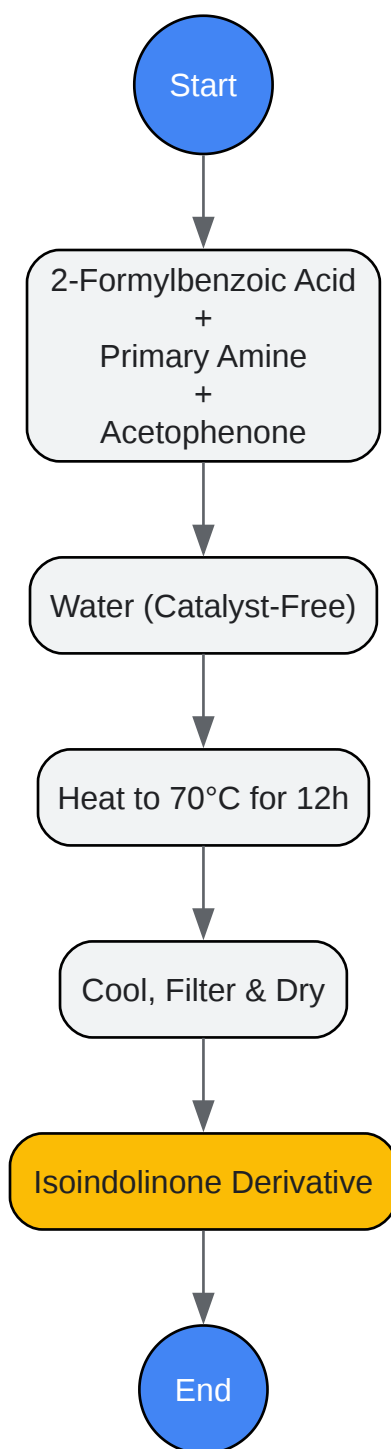 Start
2-Formylbenzoic Acid
+
Primary Amine
+
Acetophenone
Water (Catalyst-Free)
Heat to 70°C for 12h
Cool, Filter & Dry
Isoindolinone Derivative
End